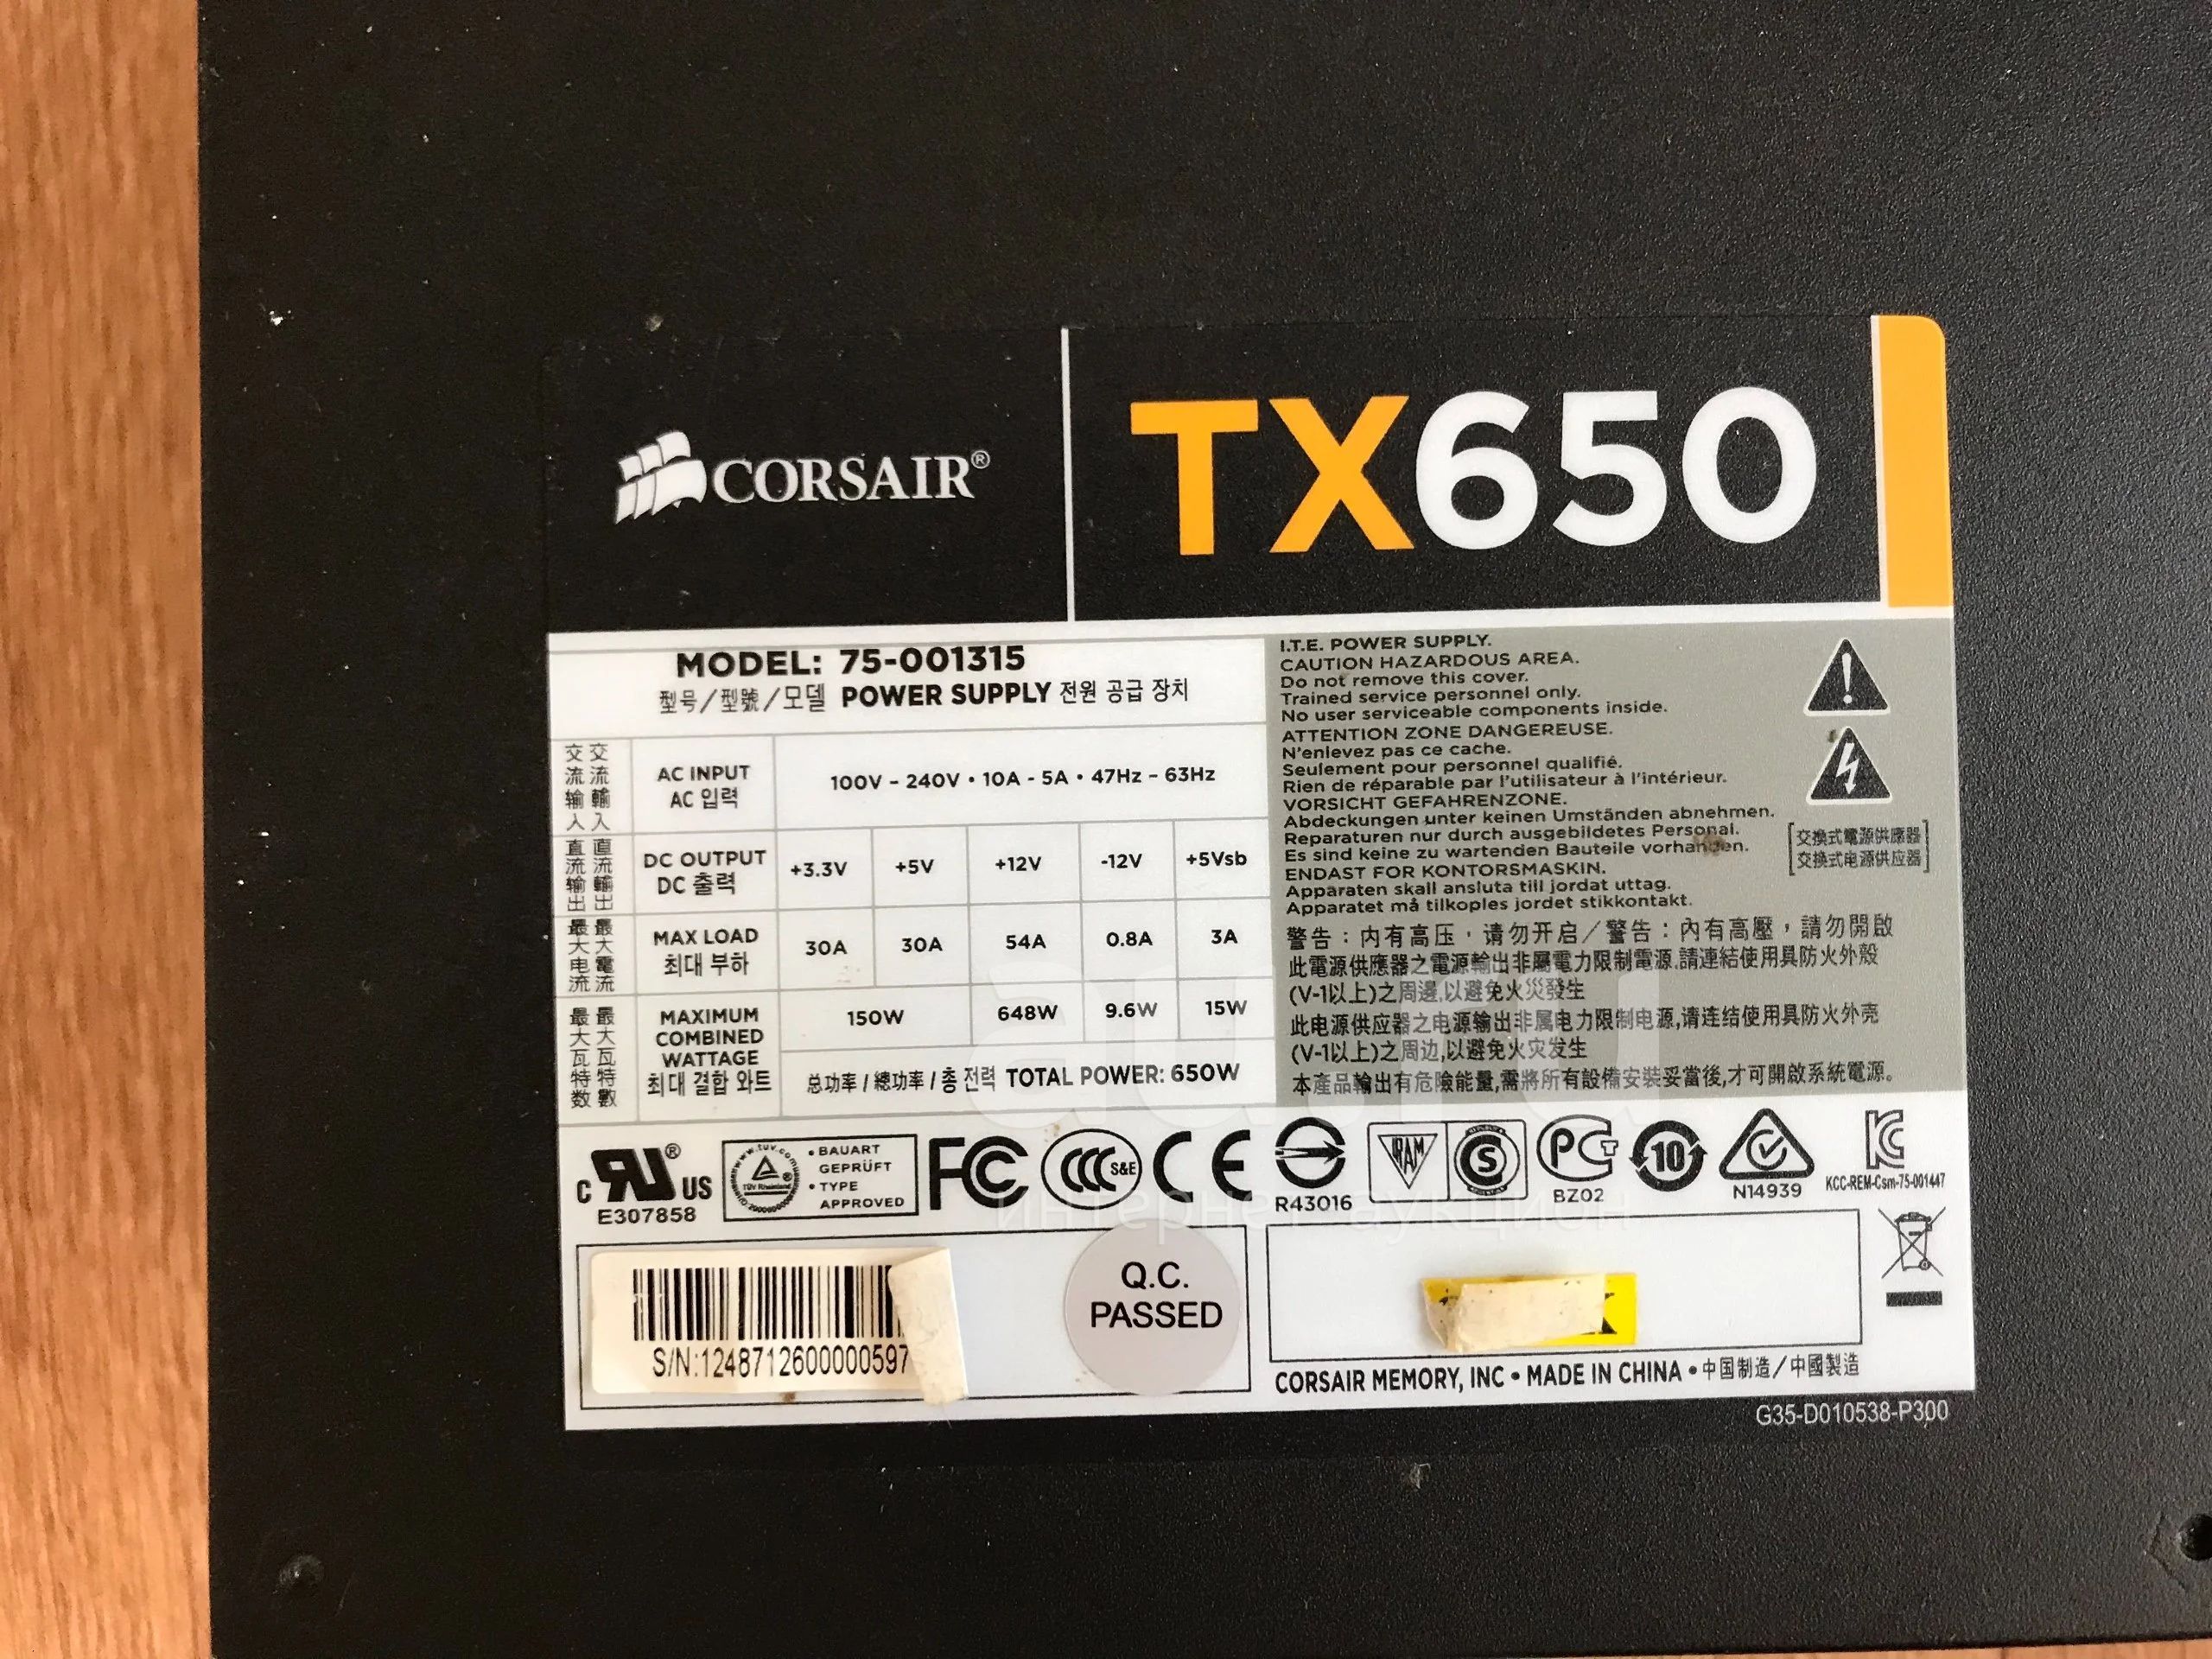 CORSAIR®
TX650
MODEL: 75-001315
型号/型號/모델 POWER SUPPLY 전원 공급 장치
交流输入 交流輸入
AC INPUT
AC 입력
100V - 240V • 10A - 5A • 47Hz - 63Hz
直流输出 直流輸出
DC OUTPUT
DC 출력
+3.3V +5V +12V -12V +5Vsb
最大电流 最大電流
MAX LOAD
최대 부하
30A 30A 54A 0.8A 3A
最大瓦特数 最大瓦特數
MAXIMUM
COMBINED
WATTAGE
최대 결합 와트
150W 648W 9.6W 15W
总功率 / 總功率 / 총 전력 TOTAL POWER: 650W
I.T.E. POWER SUPPLY.
CAUTION HAZARDOUS AREA.
Do not remove this cover.
Trained service personnel only.
No user serviceable components inside.
ATTENTION ZONE DANGEREUSE.
N'enlevez pas ce cache.
Seulement pour personnel qualifié.
Rien de réparable par l'utilisateur à l'intérieur.
VORSICHT GEFAHRENZONE.
Abdeckungen unter keinen Umständen abnehmen.
Reparaturen nur durch ausgebildetes Personal.
Es sind keine zu wartenden Bauteile vorhanden.
ENDAST FOR KONTORSMASKIN.
Apparaten skall ansluta till jordat uttag.
Apparatet må tilkoples jordet stikkontakt.
交換式電源供應器
交换式电源供应器
警告：内有高压，请勿开启/警告：內有高壓，請勿開啟
此電源供應器之電源輸出非屬電力限制電源,請連結使用具防火外殼
(V-1以上)之周邊,以避免火災發生
此电源供应器之电源输出非属电力限制电源,请连结使用具防火外壳
(V-1以上)之周边,以避免火灾发生
本產品輸出有危險能量,需將所有設備安裝妥當後,才可開啟系統電源。
c RU® US
E307858
www.tuv.com
TÜV Rheinland
• BAUART
GEPRÜFT
• TYPE
APPROVED
FC
CCC S&E
CE
R43016
IRAM
S
PCT
BZ02
10
N14939
KC
KCC-REM-Csm-75-001447
интернет-аукцион
S/N:1248712600000597
Q.C.
PASSED
CORSAIR MEMORY, INC • MADE IN CHINA • 中国制造/中國製造
G35-D010538-P300